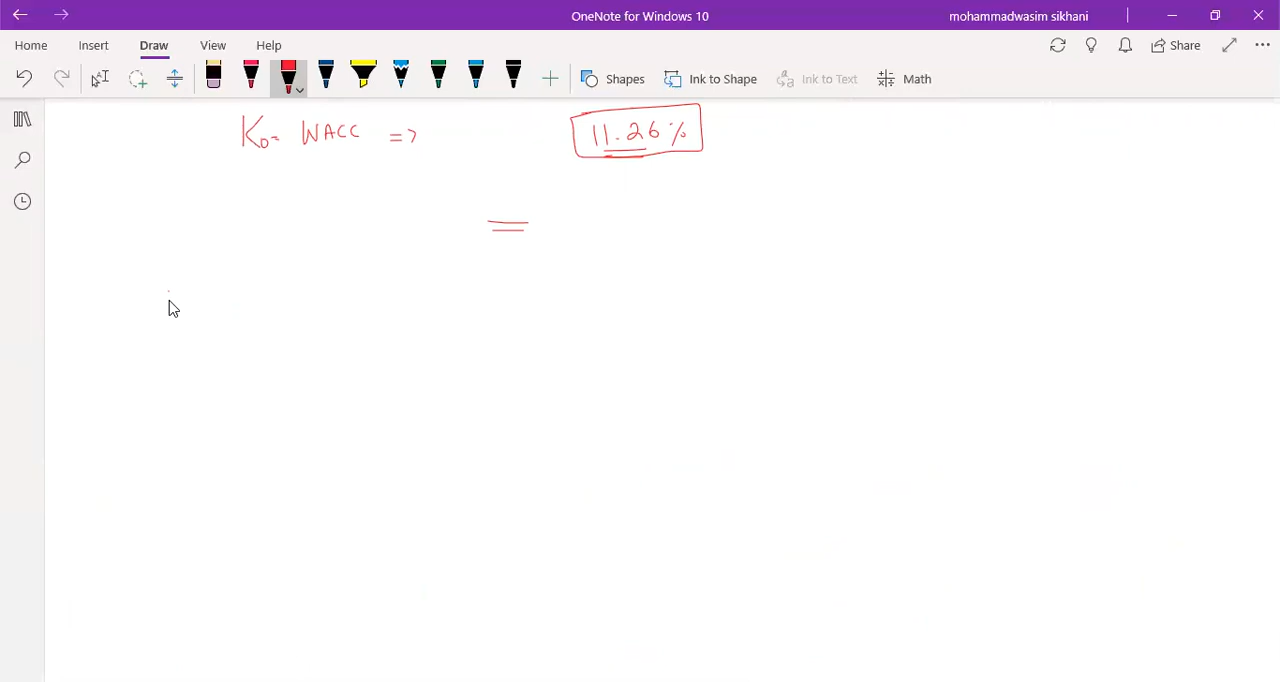 OneNote for Windows 10
mohammadwasim sikhani
Home Insert Draw View Help
Share
Shapes
Ink to Shape
Ink to Text
Math
K₀= WACC => 11.26%